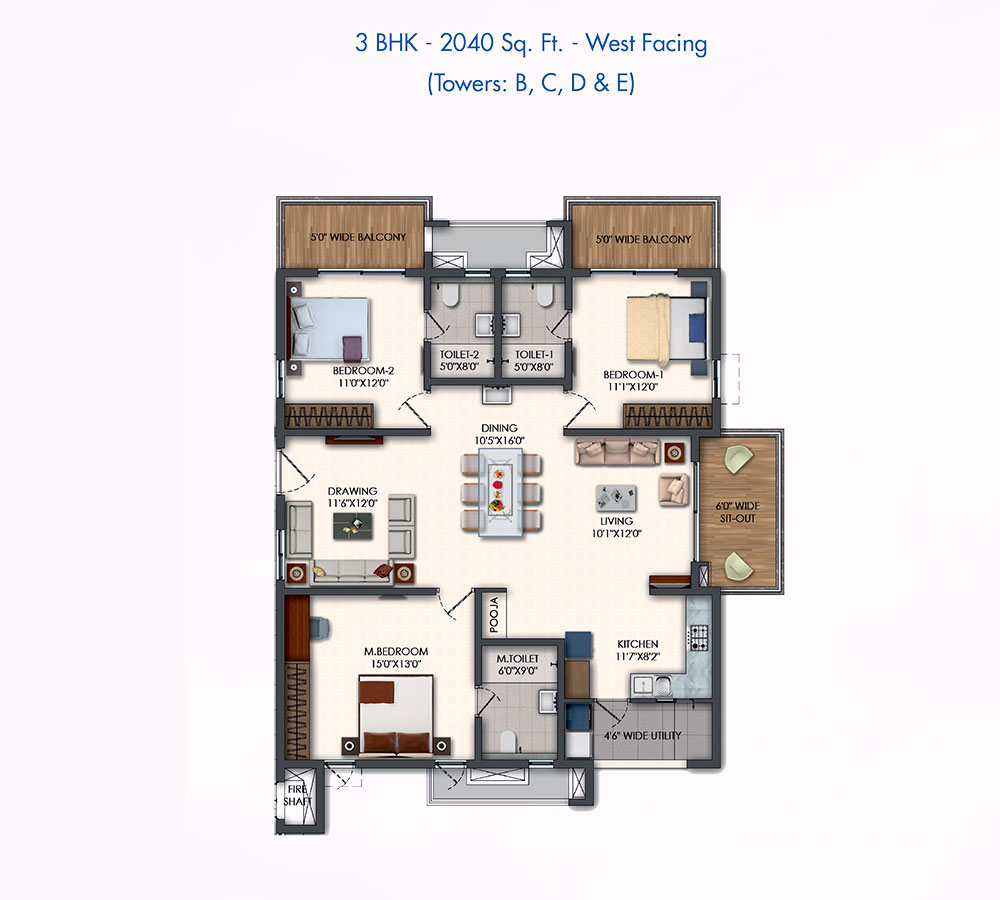 3 BHK - 2040 Sq. Ft. - West Facing
(Towers: B, C, D & E)
5'0" WIDE BALCONY
5'0" WIDE BALCONY
TOILET-2
5'0"X8'0"
TOILET-1
5'0"X8'0"
BEDROOM-2
11'0"X12'0"
BEDROOM-1
11'1"X12'0"
DINING
10'5"X16'0"
DRAWING
11'6"X12'0"
LIVING
10'1"X12'0"
6'0" WIDE
SIT-OUT
POOJA
KITCHEN
11'7"X8'2"
M.BEDROOM
15'0"X13'0"
M.TOILET
6'0"X9'0"
4'6" WIDE UTILITY
FIRE
SHAFT